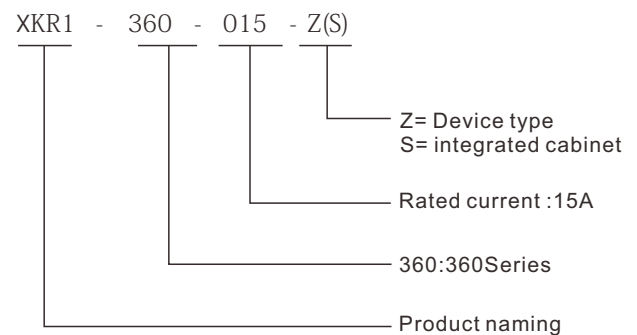 XKR1 - 360 - 015 - Z(S)
Z= Device type
S= integrated cabinet
Rated current :15A
360:360Series
Product naming